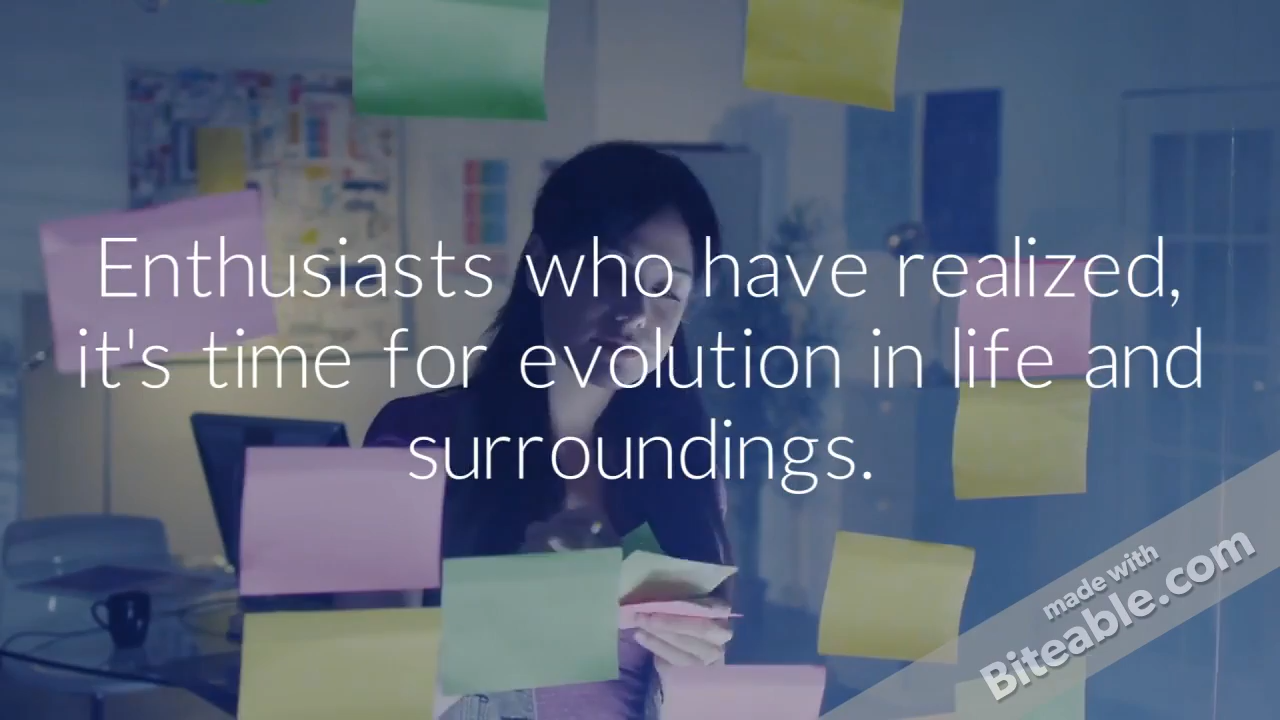 Enthusiasts who have realized,
it's time for evolution in life and
surroundings.
made with
Biteable.com